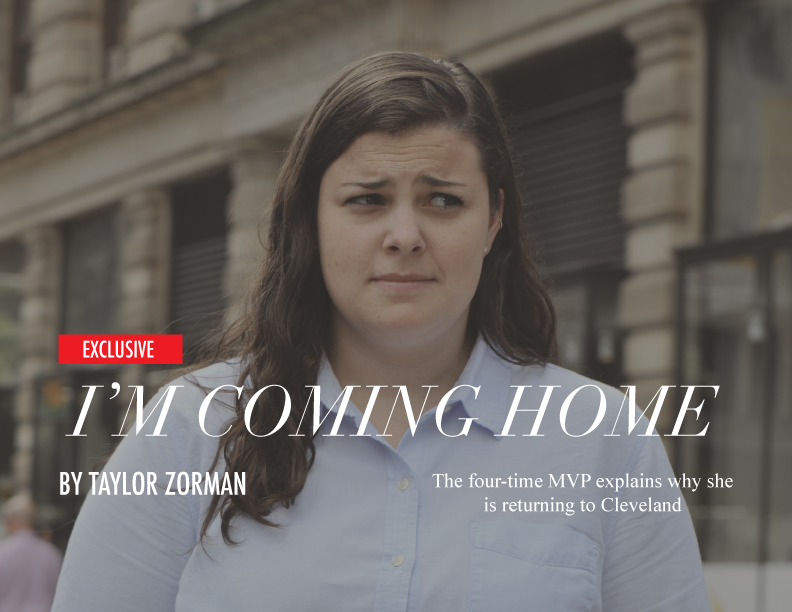 EXCLUSIVE
I'M COMING HOME
BY TAYLOR ZORMAN
The four-time MVP explains why she
is returning to Cleveland